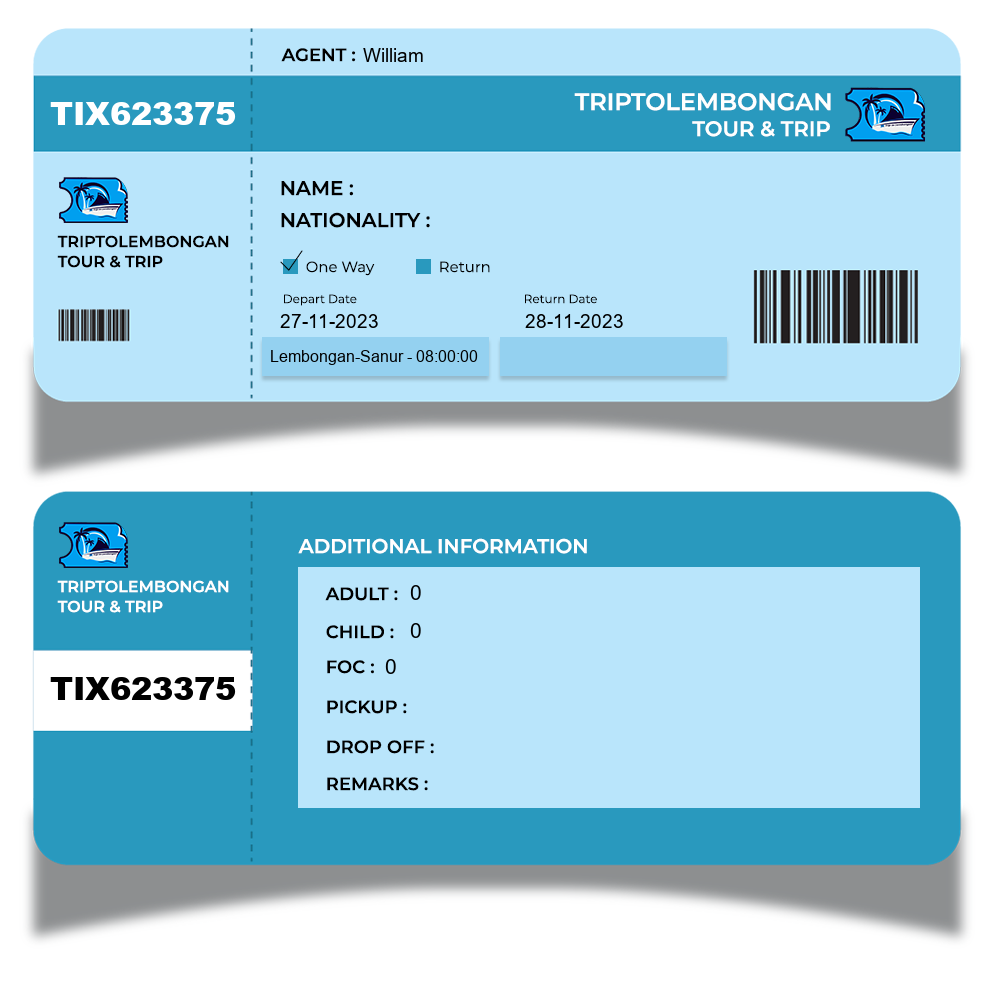 AGENT : William
TIX623375
TRIPTOLEMBONGAN
TOUR & TRIP
TRIPTOLEMBONGAN
TOUR & TRIP
NAME :
NATIONALITY :
One Way Return
Depart Date Return Date
27-11-2023 28-11-2023
Lembongan-Sanur - 08:00:00
TRIPTOLEMBONGAN
TOUR & TRIP
TIX623375
ADDITIONAL INFORMATION
ADULT : 0
CHILD : 0
FOC : 0
PICKUP :
DROP OFF :
REMARKS :